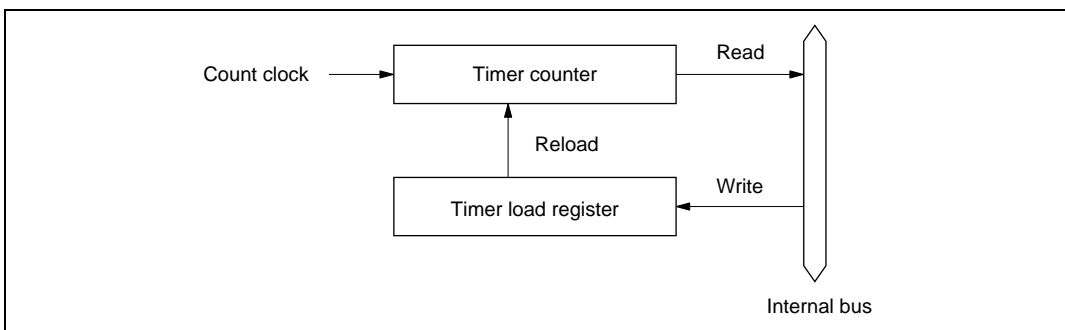 Read
Count clock
Timer counter
Reload
Write
Timer load register
Internal bus